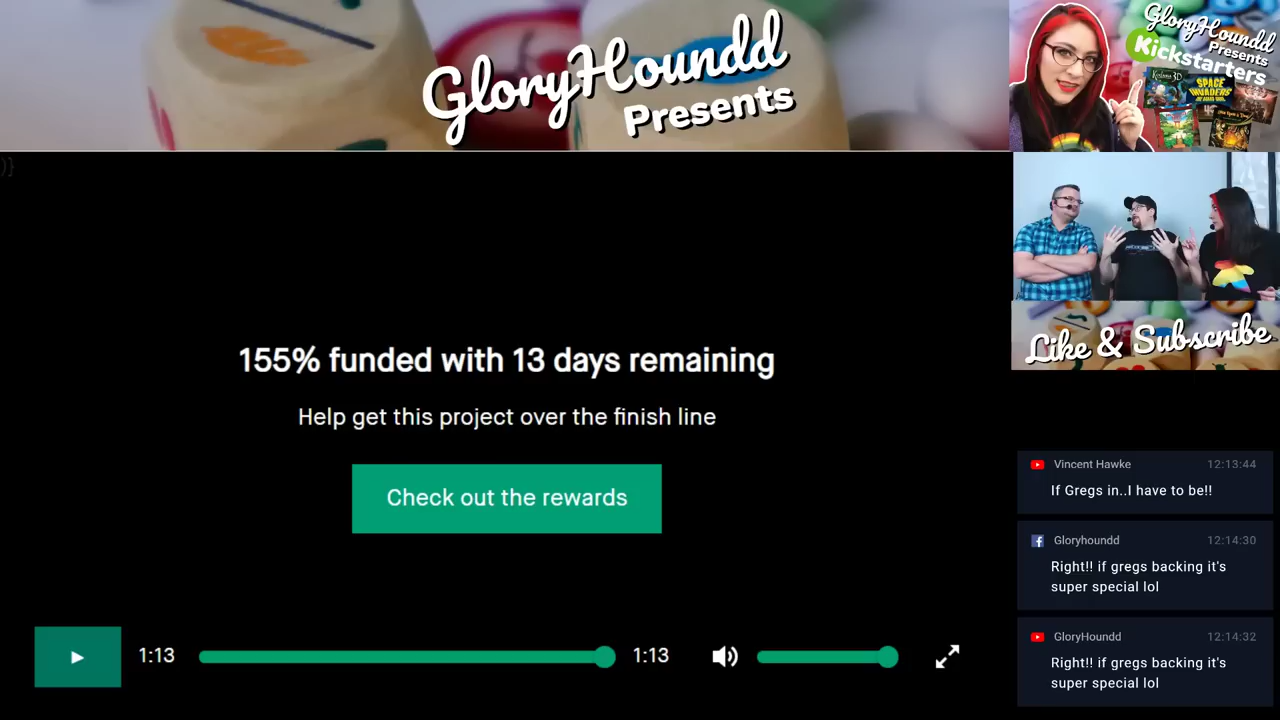 GloryHoundd
Presents
GloryHoundd
Presents
Kickstarters
SPACE
INVADERS
)}
155% funded with 13 days remaining
Help get this project over the finish line
Check out the rewards
1:13
1:13
Like & Subscribe
Vincent Hawke 12:13:44
If Gregs in..I have to be!!
Gloryhoundd 12:14:30
Right!! if gregs backing it's
super special lol
GloryHoundd 12:14:32
Right!! if gregs backing it's
super special lol